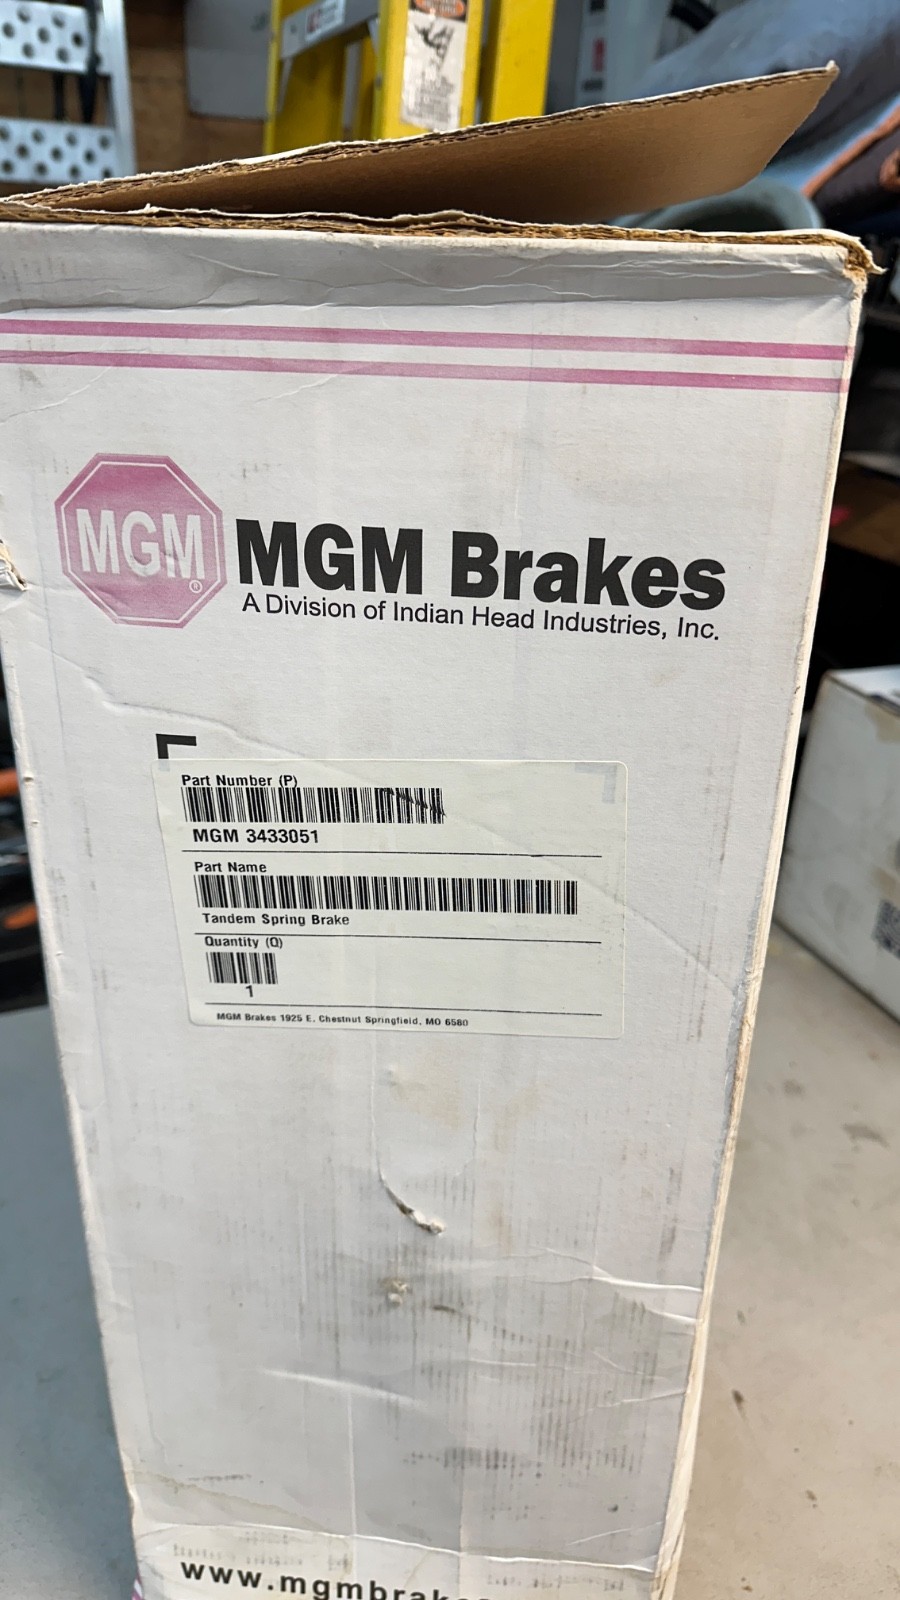 MGM
®
MGM Brakes
A Division of Indian Head Industries, Inc.
Part Number (P)
MGM 3433051
Part Name
Tandem Spring Brake
Quantity (Q)
1
MGM Brakes 1925 E. Chestnut Springfield, MO 6580
www.mgmbrak